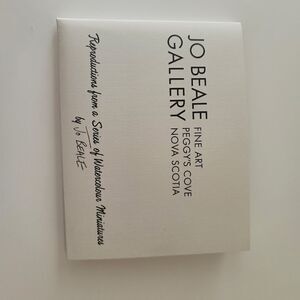 JO BEALE
GALLERY
FINE ART
PEGGY'S COVE
NOVA SCOTIA
Reproductions from a Series of Watercolour Miniatures
by JO BEALE